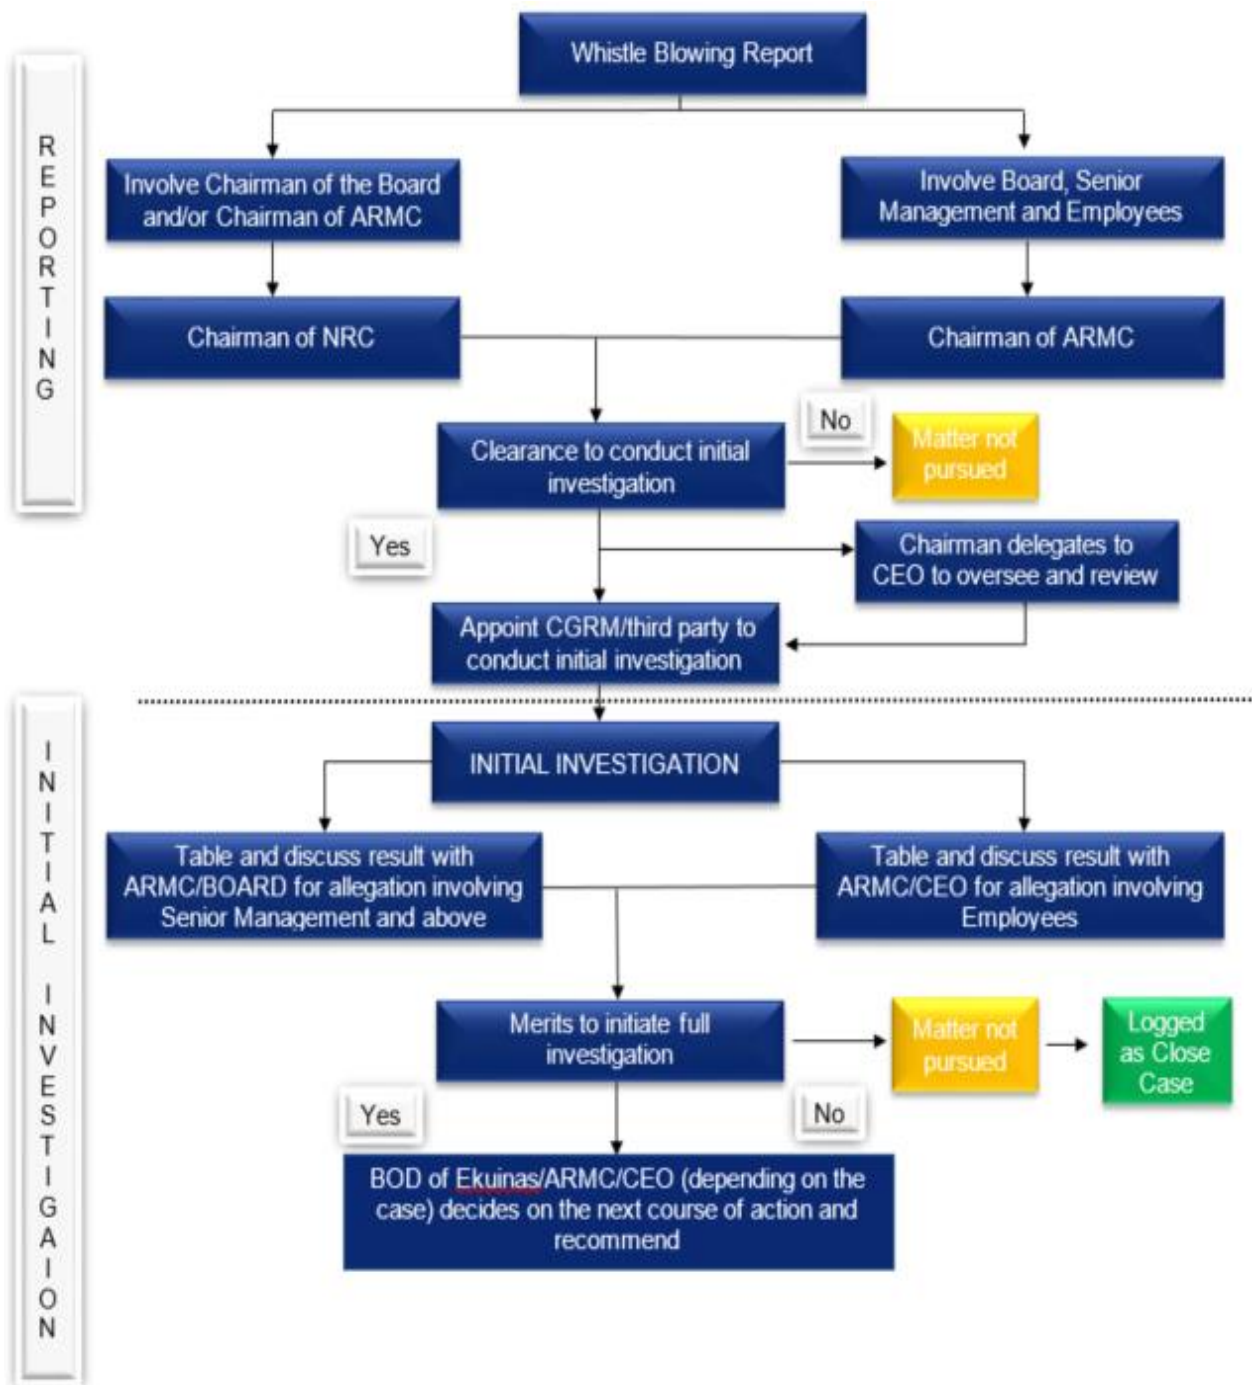 Whistle Blowing Report
REPORTING
Involve Chairman of the Board
and/or Chairman of ARMC
Involve Board, Senior
Management and Employees
Chairman of NRC
Chairman of ARMC
Clearance to conduct initial
investigation
No
Matter not
pursued
Yes
Chairman delegates to
CEO to oversee and review
Appoint CGRM/third party to
conduct initial investigation
INITIAL INVESTIGAION
INITIAL INVESTIGATION
Table and discuss result with
ARMC/BOARD for allegation involving
Senior Management and above
Table and discuss result with
ARMC/CEO for allegation involving
Employees
Merits to initiate full
investigation
Matter not
pursued
Logged
as Close
Case
Yes
No
BOD of Ekuinas/ARMC/CEO (depending on the
case) decides on the next course of action and
recommend